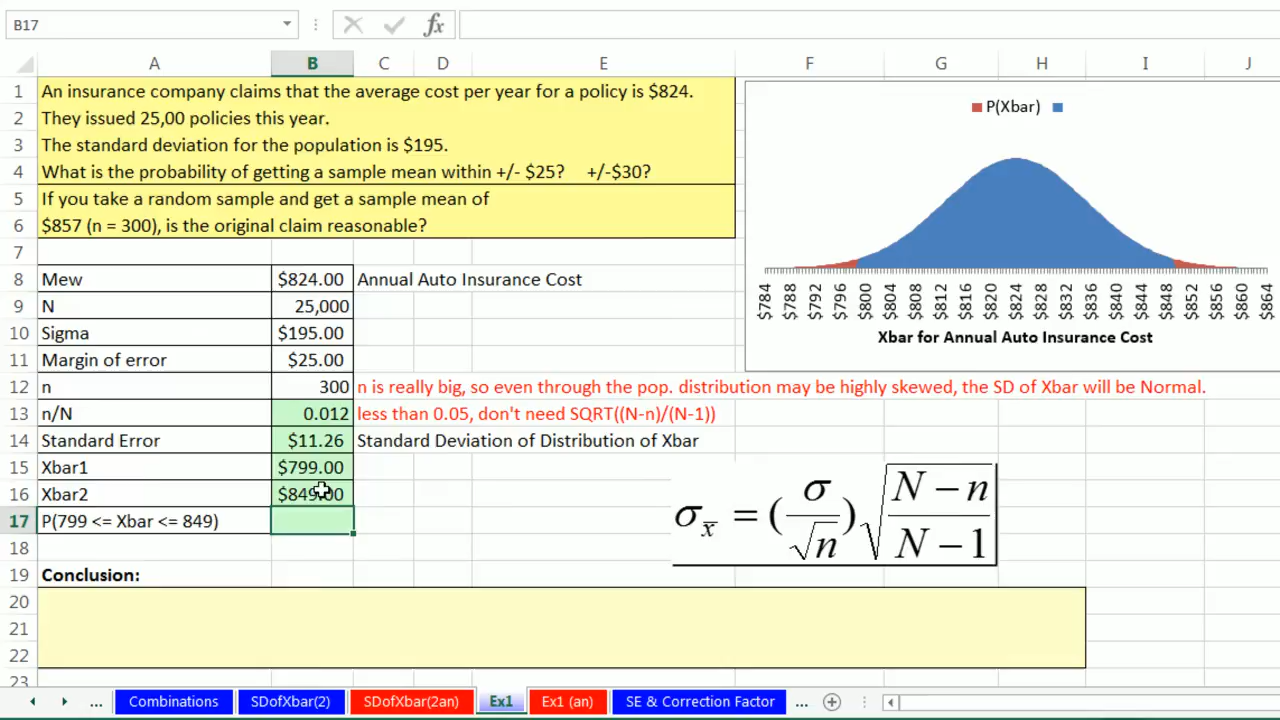 B17
fx
A B C D E F G H I J
1 An insurance company claims that the average cost per year for a policy is $824.
2 They issued 25,00 policies this year.
3 The standard deviation for the population is $195.
4 What is the probability of getting a sample mean within +/- $25? +/-$30?
5 If you take a random sample and get a sample mean of
6 $857 (n = 300), is the original claim reasonable?
7
8 Mew $824.00 Annual Auto Insurance Cost
9 N 25,000
10 Sigma $195.00
11 Margin of error $25.00
12 n 300 n is really big, so even through the pop. distribution may be highly skewed, the SD of Xbar will be Normal.
13 n/N 0.012 less than 0.05, don't need SQRT((N-n)/(N-1))
14 Standard Error $11.26 Standard Deviation of Distribution of Xbar
15 Xbar1 $799.00
16 Xbar2 $849.00
17 P(799 <= Xbar <= 849)
18
19 Conclusion:
20
21
22
23
P(Xbar)
$784 $788 $792 $796 $800 $804 $808 $812 $816 $820 $824 $828 $832 $836 $840 $844 $848 $852 $856 $860 $864
Xbar for Annual Auto Insurance Cost
σx̅ = (σ/√n)√((N − n)/(N − 1))
... Combinations SDofXbar(2) SDofXbar(2an) Ex1 Ex1 (an) SE & Correction Factor ...